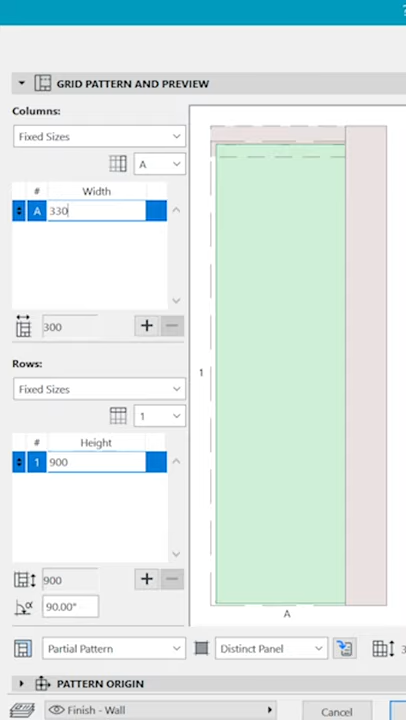 GRID PATTERN AND PREVIEW
Columns:
Fixed Sizes
A
# Width
A 330
300
Rows:
Fixed Sizes
1
# Height
1 900
900
α
90.00°
1
A
Partial Pattern
Distinct Panel
3
PATTERN ORIGIN
Finish - Wall
Cancel